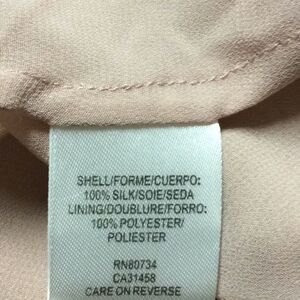 SHELL/FORME/CUERPO:
100% SILK/SOIE/SEDA
LINING/DOUBLURE/FORRO:
100% POLYESTER/
POLIESTER
RN80734
CA31458
CARE ON REVERSE